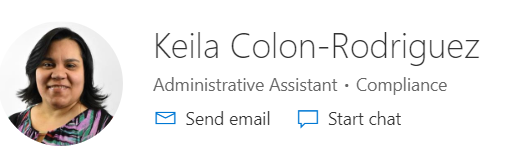 Keila Colon-Rodriguez
Administrative Assistant • Compliance
Send email Start chat